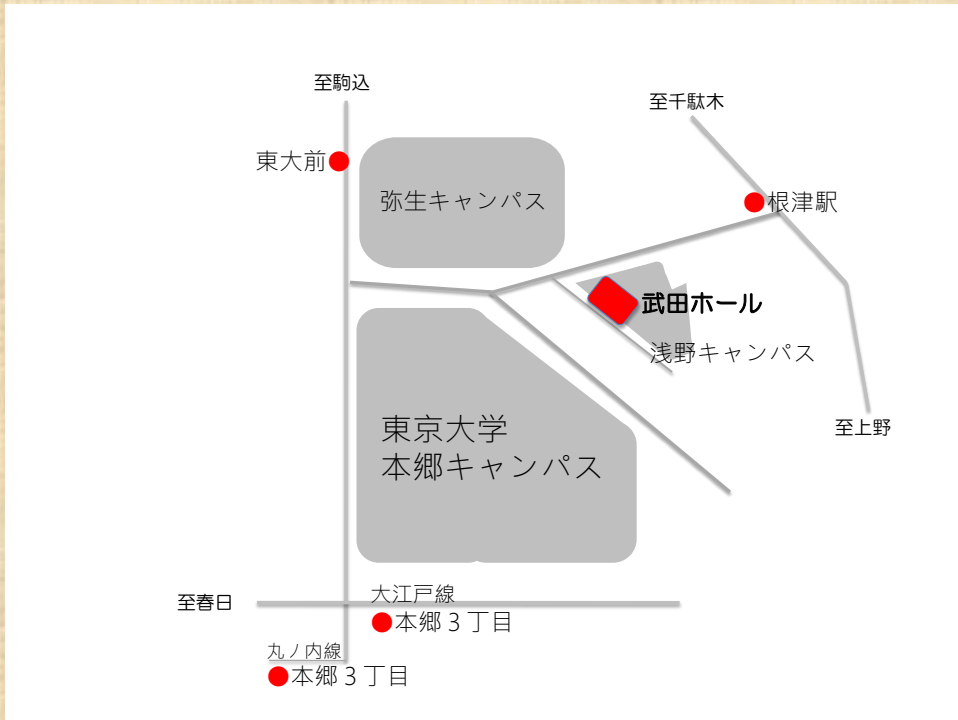 至駒込
至千駄木
東大前
弥生キャンパス
根津駅
武田ホール
浅野キャンパス
東京大学
本郷キャンパス
至上野
至春日
大江戸線
本郷3丁目
丸ノ内線
本郷3丁目